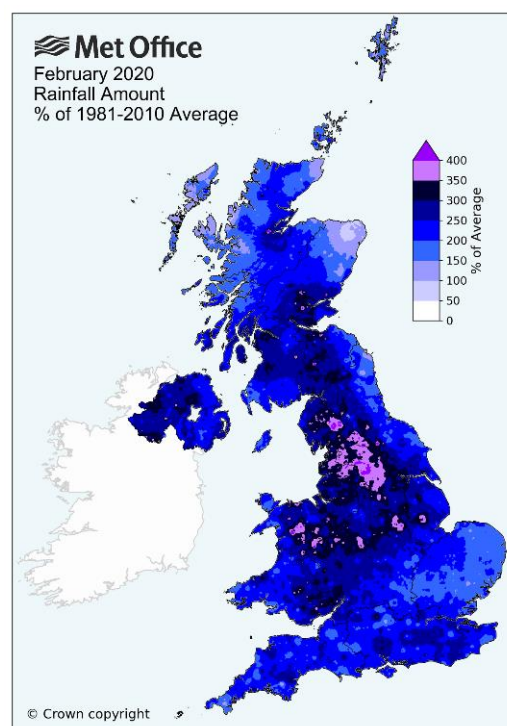 Met Office
February 2020
Rainfall Amount
% of 1981-2010 Average
400
350
300
250
200
150
100
50
0
% of Average
© Crown copyright